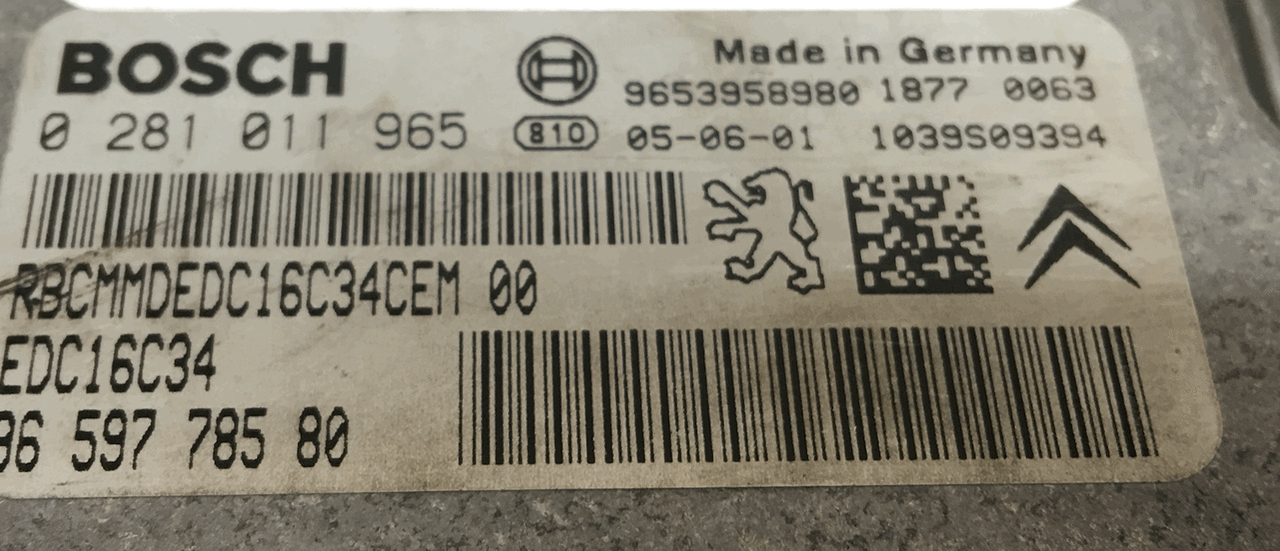 BOSCH
Made in Germany
9653958980 1877 0063
0 281 011 965 810 05-06-01 1039S09394
RBCMMDEDC16C34CEM 00
EDC16C34
96 597 785 80